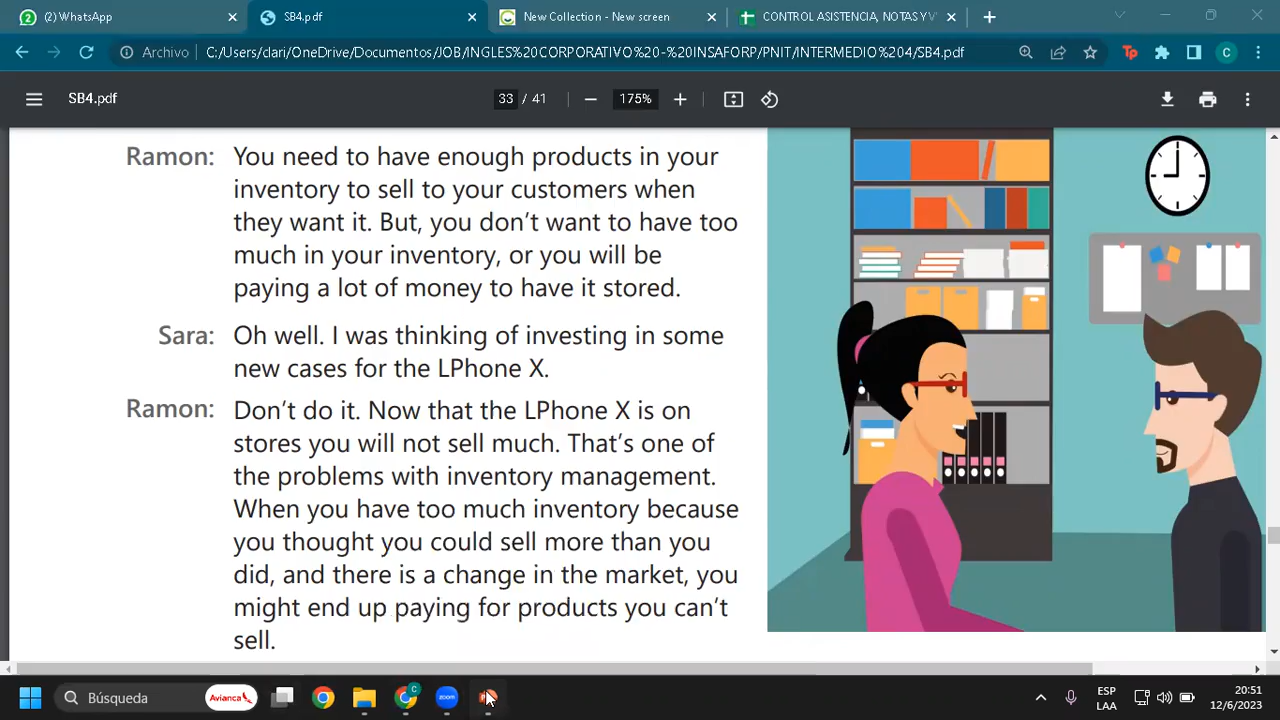 (2) WhatsApp
SB4.pdf
New Collection - New screen
CONTROL ASISTENCIA, NOTAS Y V
Archivo
C:/Users/clari/OneDrive/Documentos/JOB/INGLES%20CORPORATIVO%20-%20INSAFORP/PNIT/INTERMEDIO%204/SB4.pdf
C
SB4.pdf
33 / 41
175%
Ramon: You need to have enough products in your
inventory to sell to your customers when
they want it. But, you don't want to have too
much in your inventory, or you will be
paying a lot of money to have it stored.
Sara: Oh well. I was thinking of investing in some
new cases for the LPhone X.
Ramon: Don't do it. Now that the LPhone X is on
stores you will not sell much. That's one of
the problems with inventory management.
When you have too much inventory because
you thought you could sell more than you
did, and there is a change in the market, you
might end up paying for products you can't
sell.
Búsqueda
Avianca
zoom
ESP
LAA
20:51
12/6/2023